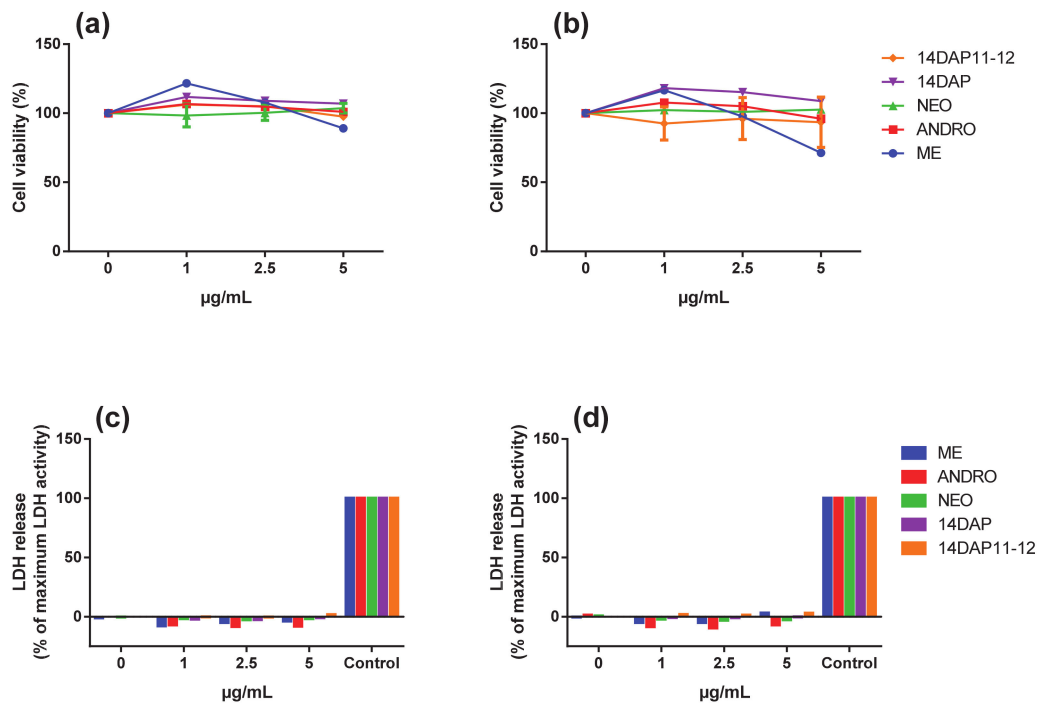 (a)
150
100
50
0
Cell viability (%)
0 1 2.5 5
µg/mL
(b)
150
100
50
0
Cell viability (%)
0 1 2.5 5
µg/mL
14DAP11-12
14DAP
NEO
ANDRO
ME
(c)
150
100
50
0
LDH release
(% of maximum LDH activity)
0 1 2.5 5 Control
µg/mL
(d)
150
100
50
0
LDH release
(% of maximum LDH activity)
0 1 2.5 5 Control
µg/mL
ME
ANDRO
NEO
14DAP
14DAP11-12